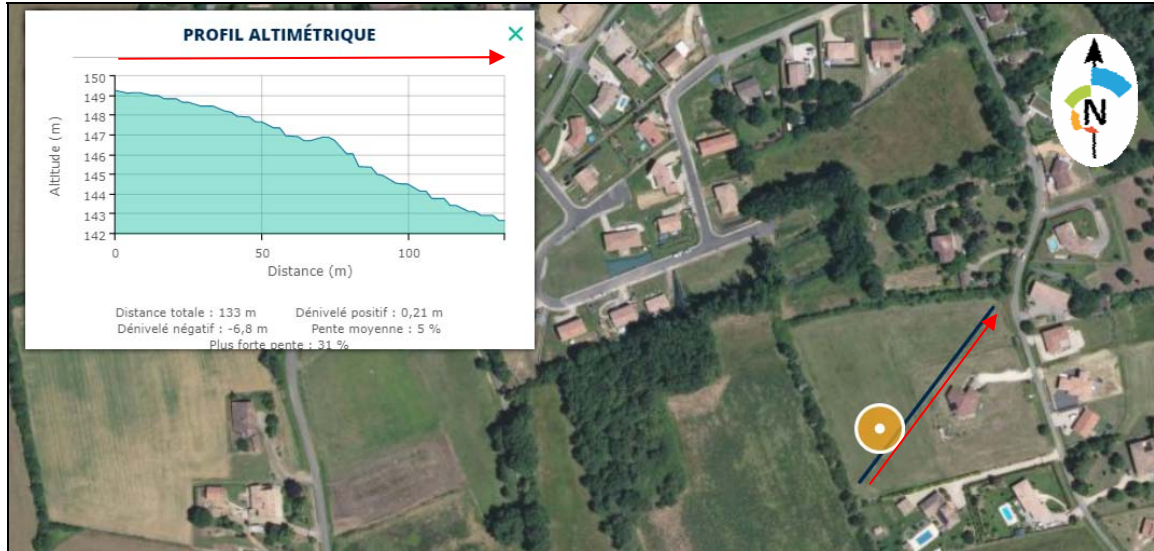 PROFIL ALTIMÉTRIQUE
150
149
148
147
146
145
144
143
142
Altitude (m)
0
50
100
Distance (m)
Distance totale : 133 m
Dénivelé positif : 0,21 m
Dénivelé négatif : -6,8 m
Pente moyenne : 5 %
Plus forte pente : 31 %
N